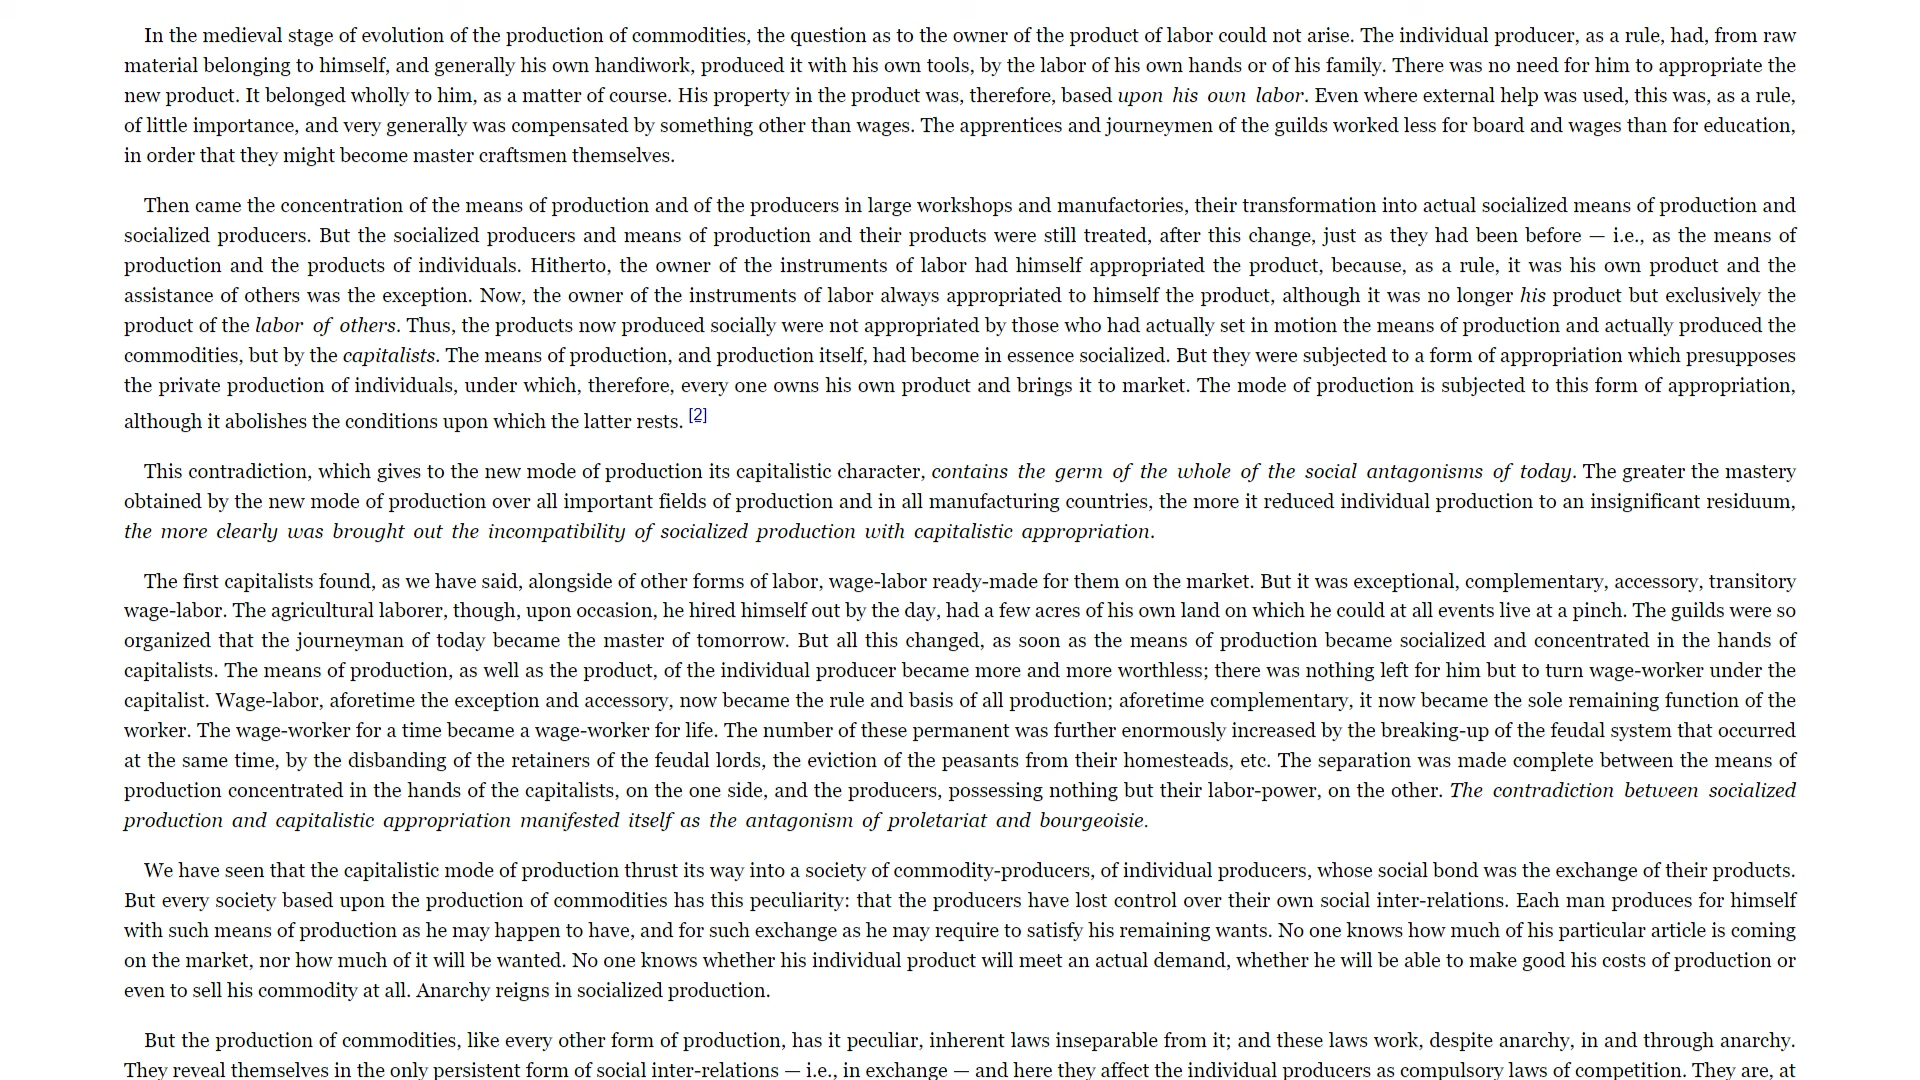 In the medieval stage of evolution of the production of commodities, the question as to the owner of the product of labor could not arise. The individual producer, as a rule, had, from raw
material belonging to himself, and generally his own handiwork, produced it with his own tools, by the labor of his own hands or of his family. There was no need for him to appropriate the
new product. It belonged wholly to him, as a matter of course. His property in the product was, therefore, based upon his own labor. Even where external help was used, this was, as a rule,
of little importance, and very generally was compensated by something other than wages. The apprentices and journeymen of the guilds worked less for board and wages than for education,
in order that they might become master craftsmen themselves.
Then came the concentration of the means of production and of the producers in large workshops and manufactories, their transformation into actual socialized means of production and
socialized producers. But the socialized producers and means of production and their products were still treated, after this change, just as they had been before — i.e., as the means of
production and the products of individuals. Hitherto, the owner of the instruments of labor had himself appropriated the product, because, as a rule, it was his own product and the
assistance of others was the exception. Now, the owner of the instruments of labor always appropriated to himself the product, although it was no longer his product but exclusively the
product of the labor of others. Thus, the products now produced socially were not appropriated by those who had actually set in motion the means of production and actually produced the
commodities, but by the capitalists. The means of production, and production itself, had become in essence socialized. But they were subjected to a form of appropriation which presupposes
the private production of individuals, under which, therefore, every one owns his own product and brings it to market. The mode of production is subjected to this form of appropriation,
although it abolishes the conditions upon which the latter rests. [2]
This contradiction, which gives to the new mode of production its capitalistic character, contains the germ of the whole of the social antagonisms of today. The greater the mastery
obtained by the new mode of production over all important fields of production and in all manufacturing countries, the more it reduced individual production to an insignificant residuum,
the more clearly was brought out the incompatibility of socialized production with capitalistic appropriation.
The first capitalists found, as we have said, alongside of other forms of labor, wage-labor ready-made for them on the market. But it was exceptional, complementary, accessory, transitory
wage-labor. The agricultural laborer, though, upon occasion, he hired himself out by the day, had a few acres of his own land on which he could at all events live at a pinch. The guilds were so
organized that the journeyman of today became the master of tomorrow. But all this changed, as soon as the means of production became socialized and concentrated in the hands of
capitalists. The means of production, as well as the product, of the individual producer became more and more worthless; there was nothing left for him but to turn wage-worker under the
capitalist. Wage-labor, aforetime the exception and accessory, now became the rule and basis of all production; aforetime complementary, it now became the sole remaining function of the
worker. The wage-worker for a time became a wage-worker for life. The number of these permanent was further enormously increased by the breaking-up of the feudal system that occurred
at the same time, by the disbanding of the retainers of the feudal lords, the eviction of the peasants from their homesteads, etc. The separation was made complete between the means of
production concentrated in the hands of the capitalists, on the one side, and the producers, possessing nothing but their labor-power, on the other. The contradiction between socialized
production and capitalistic appropriation manifested itself as the antagonism of proletariat and bourgeoisie.
We have seen that the capitalistic mode of production thrust its way into a society of commodity-producers, of individual producers, whose social bond was the exchange of their products.
But every society based upon the production of commodities has this peculiarity: that the producers have lost control over their own social inter-relations. Each man produces for himself
with such means of production as he may happen to have, and for such exchange as he may require to satisfy his remaining wants. No one knows how much of his particular article is coming
on the market, nor how much of it will be wanted. No one knows whether his individual product will meet an actual demand, whether he will be able to make good his costs of production or
even to sell his commodity at all. Anarchy reigns in socialized production.
But the production of commodities, like every other form of production, has it peculiar, inherent laws inseparable from it; and these laws work, despite anarchy, in and through anarchy.
They reveal themselves in the only persistent form of social inter-relations — i.e., in exchange — and here they affect the individual producers as compulsory laws of competition. They are, at